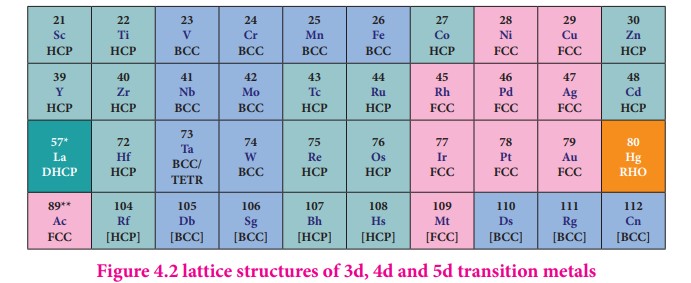 21 22 23 24 25 26 27 28 29 30
Sc Ti V Cr Mn Fe Co Ni Cu Zn
HCP HCP BCC BCC BCC BCC HCP FCC FCC HCP
39 40 41 42 43 44 45 46 47 48
Y Zr Nb Mo Tc Ru Rh Pd Ag Cd
HCP HCP BCC BCC HCP HCP FCC FCC FCC HCP
57* 72 73 74 75 76 77 78 79 80
La Hf Ta W Re Os Ir Pt Au Hg
DHCP HCP BCC/ BCC HCP HCP FCC FCC FCC RHO
TETR
89** 104 105 106 107 108 109 110 111 112
Ac Rf Db Sg Bh Hs Mt Ds Rg Cn
FCC [HCP] [BCC] [BCC] [HCP] [HCP] [FCC] [BCC] [BCC] [BCC]
Figure 4.2 lattice structures of 3d, 4d and 5d transition metals